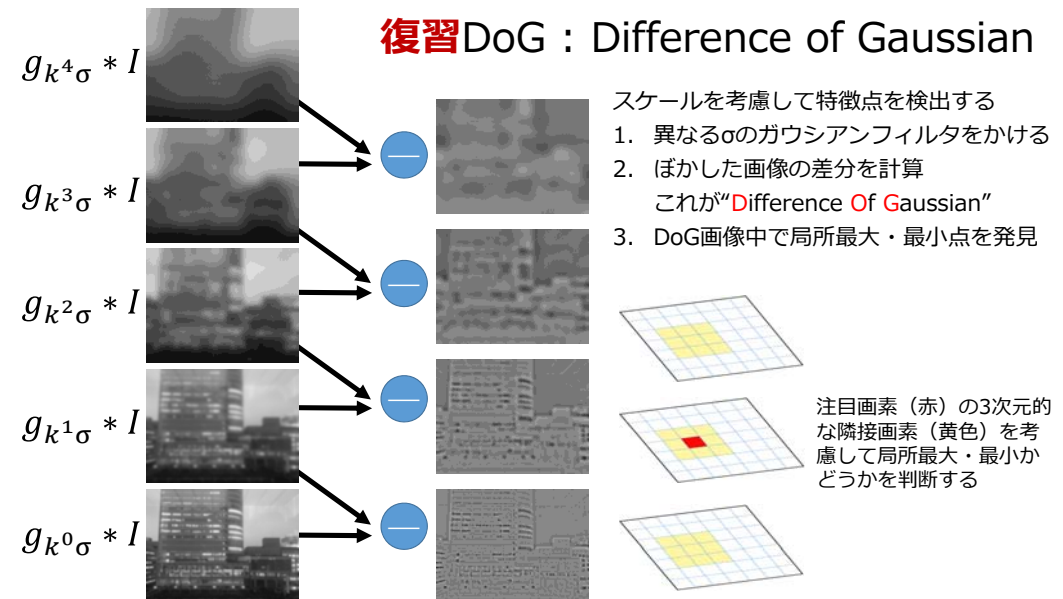 復習DoG : Difference of Gaussian
スケールを考慮して特徴点を検出する
1. 異なるσのガウシアンフィルタをかける
2. ぼかした画像の差分を計算
これが“Difference Of Gaussian”
3. DoG画像中で局所最大・最小点を発見
注目画素（赤）の3次元的
な隣接画素（黄色）を考
慮して局所最大・最小か
どうかを判断する
g_{k^4σ} * I
g_{k^3σ} * I
g_{k^2σ} * I
g_{k^1σ} * I
g_{k^0σ} * I